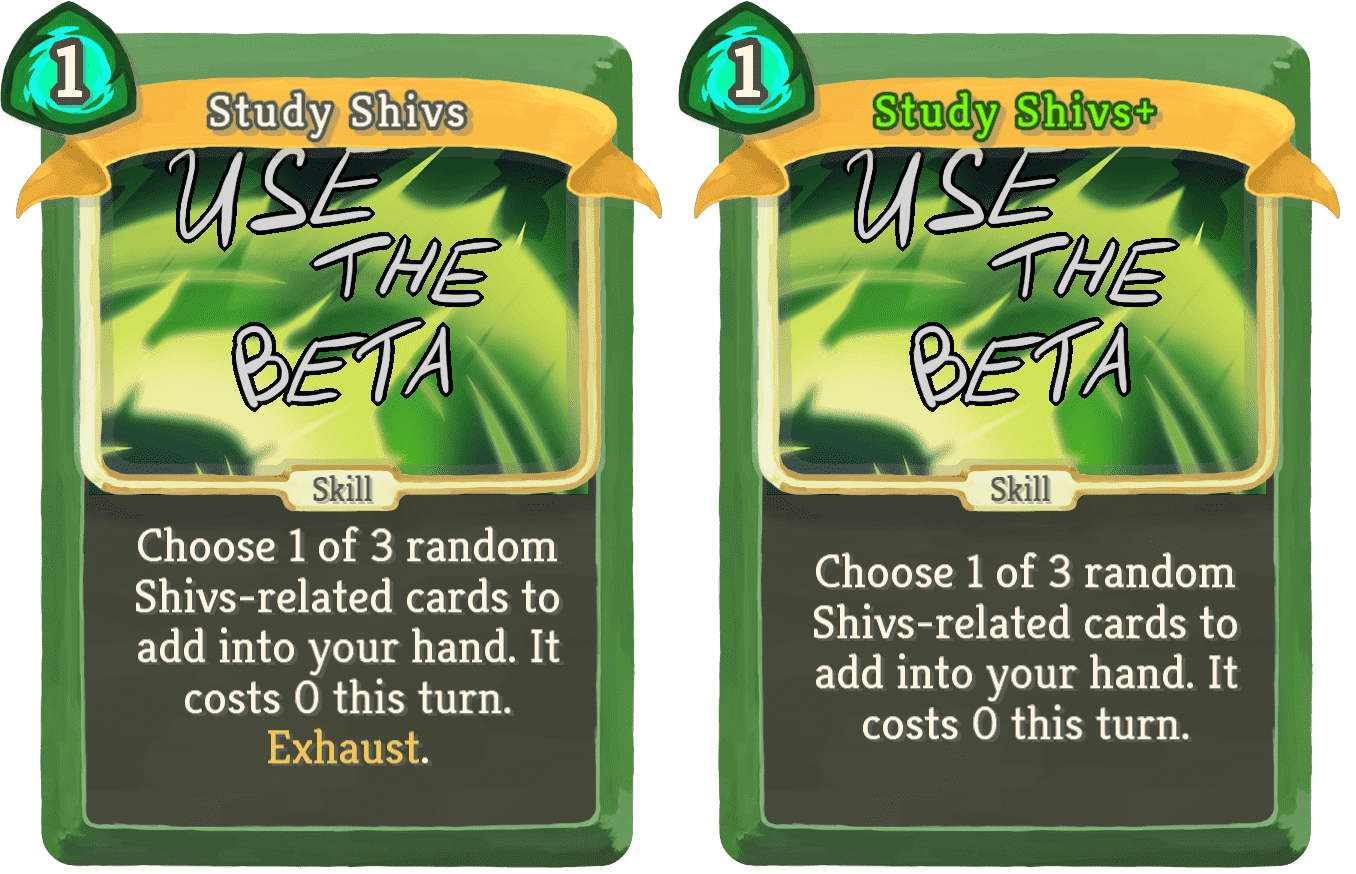 1
Study Shivs
USE
THE
BETA
Skill
Choose 1 of 3 random
Shivs-related cards to
add into your hand. It
costs 0 this turn.
Exhaust.
1
Study Shivs+
USE
THE
BETA
Skill
Choose 1 of 3 random
Shivs-related cards to
add into your hand. It
costs 0 this turn.